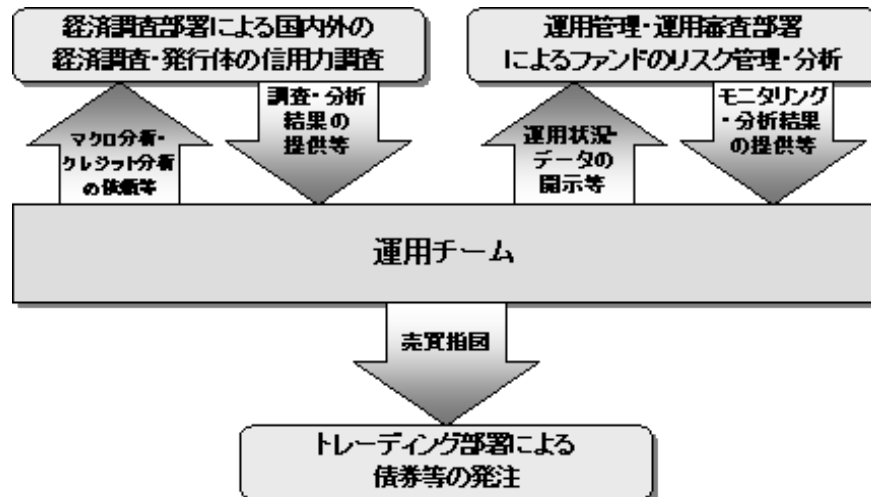 経済調査部署による国内外の
経済調査・発行体の信用力調査
運用管理・運用審査部署
によるファンドのリスク管理・分析
マクロ分析・
クレジット分析
の依頼等
調査・分析
結果の
提供等
運用状況・
データの
開示等
モニタリング
・分析結果
の提供等
運用チーム
売買指図
トレーディング部署による
債券等の発注